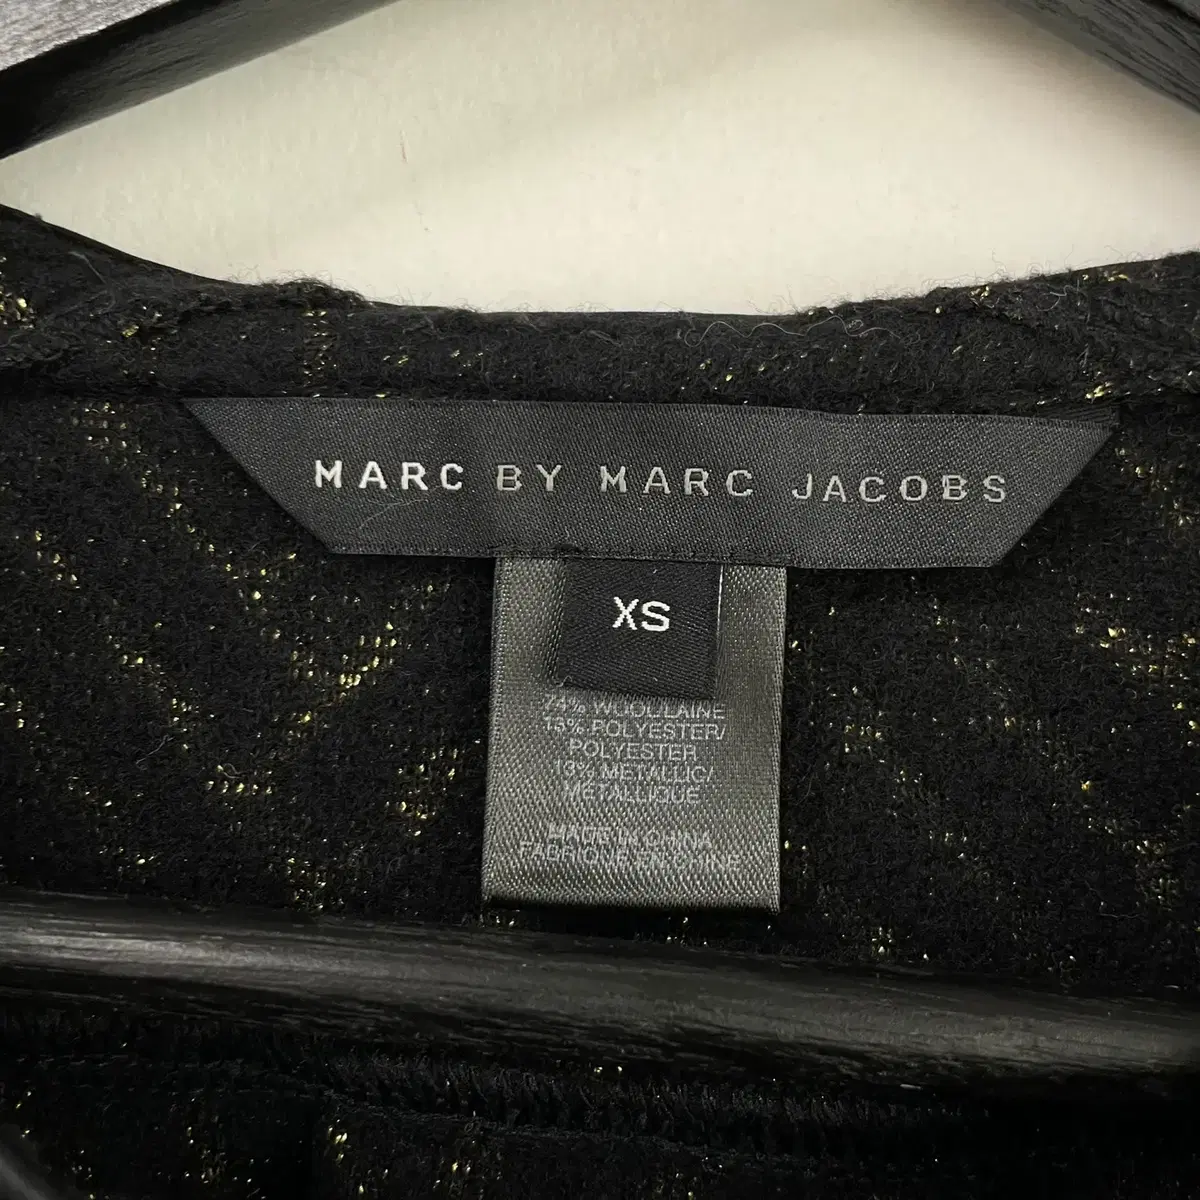 MARC BY MARC JACOBS
XS
74% WOOL/LAINE
13% POLYESTER/
POLYESTER
13% METALLIC/
METALLIQUE
MADE IN CHINA
FABRIQUE EN CHINE